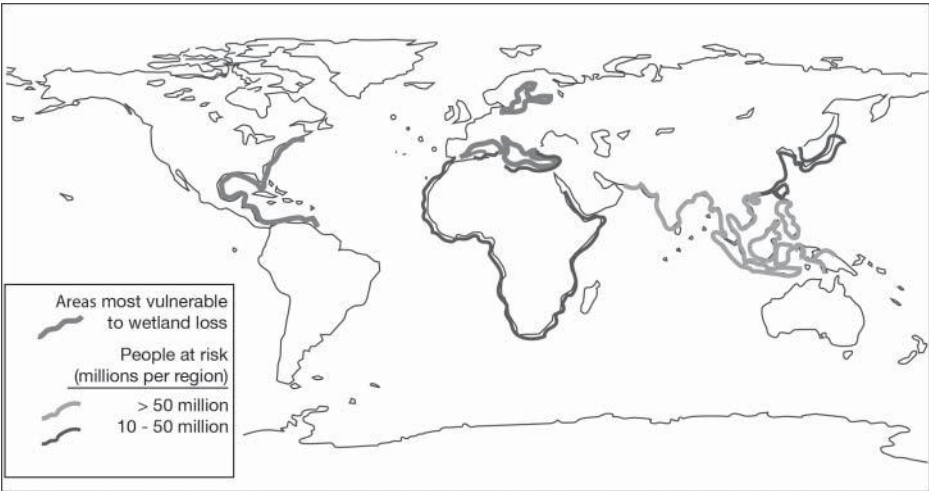 Areas most vulnerable
to wetland loss
People at risk
(millions per region)
> 50 million
10 - 50 million